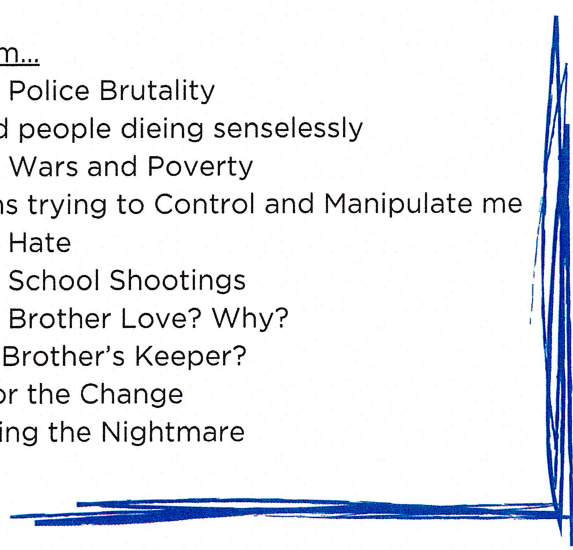 m...
Police Brutality
d people dieing senselessly
Wars and Poverty
ns trying to Control and Manipulate me
Hate
School Shootings
Brother Love? Why?
Brother's Keeper?
or the Change
ing the Nightmare